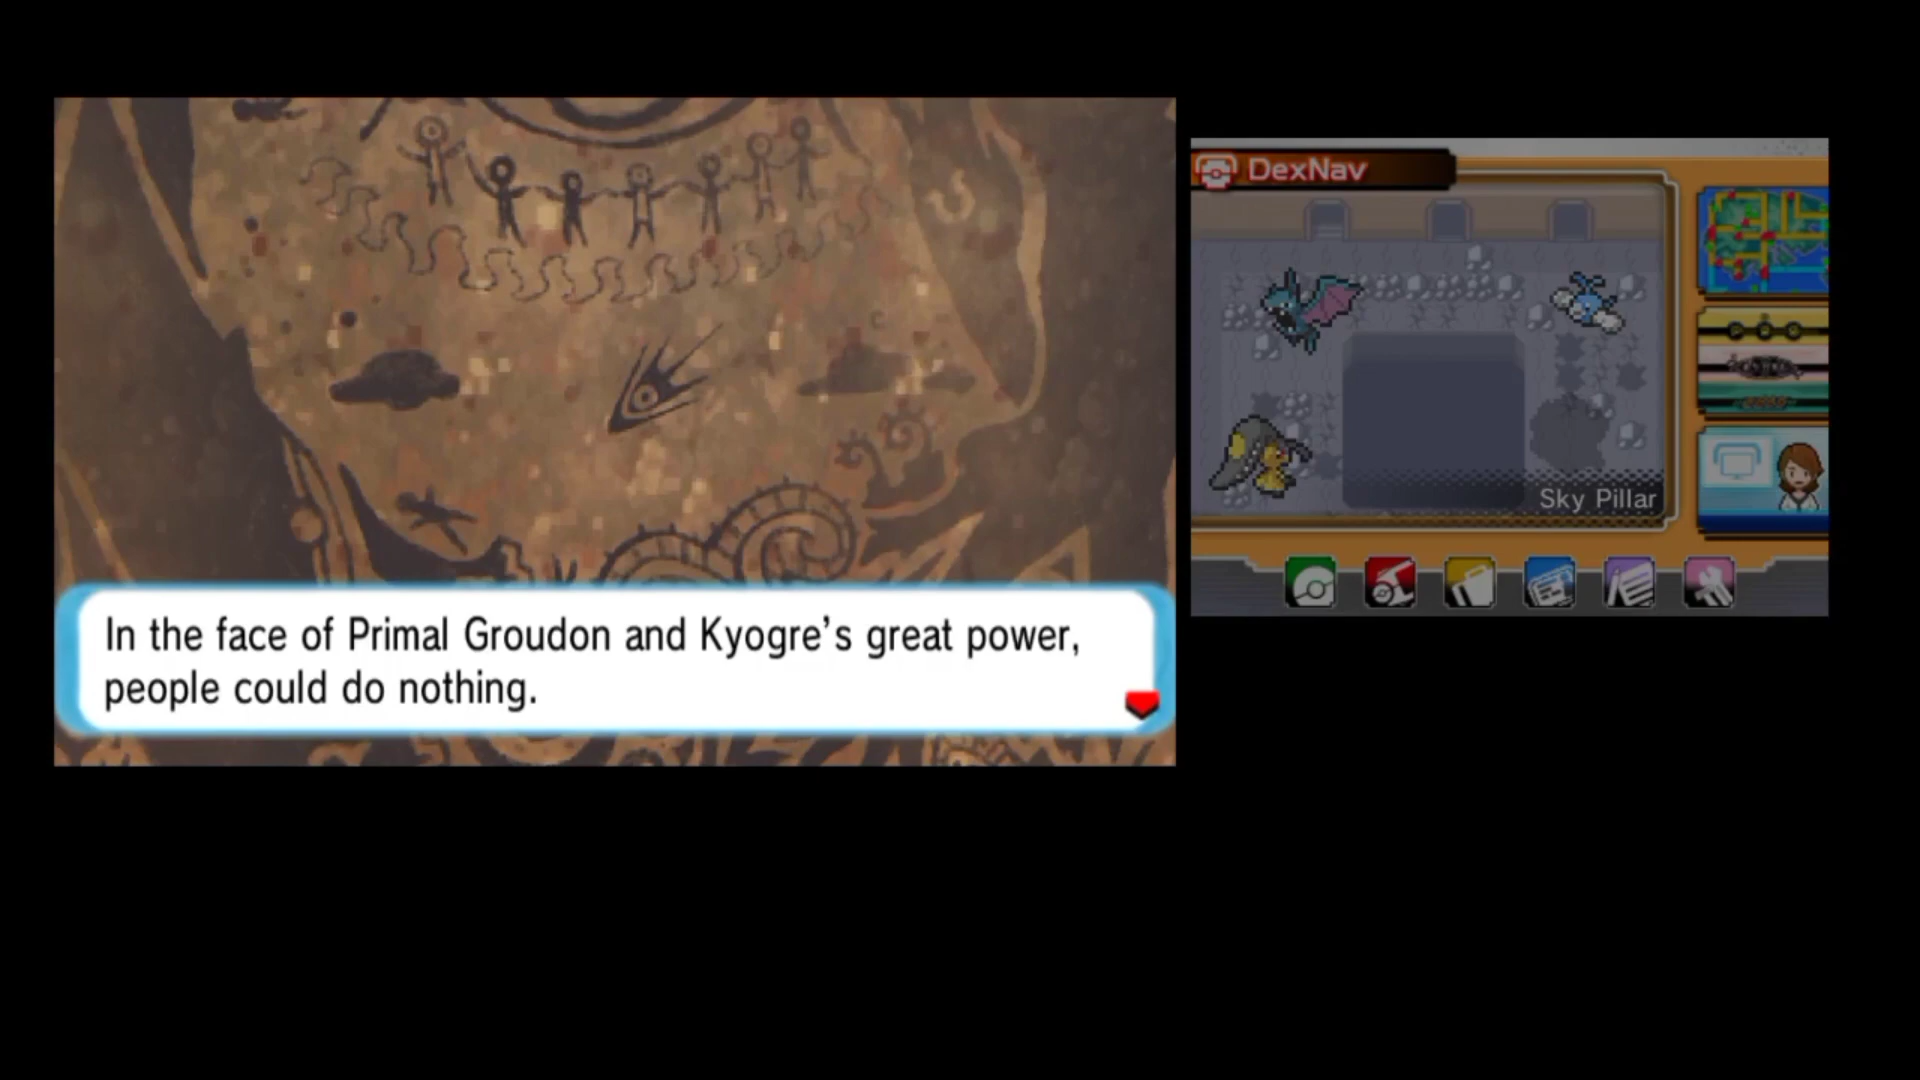 In the face of Primal Groudon and Kyogre's great power,
people could do nothing.
DexNav
Sky Pillar